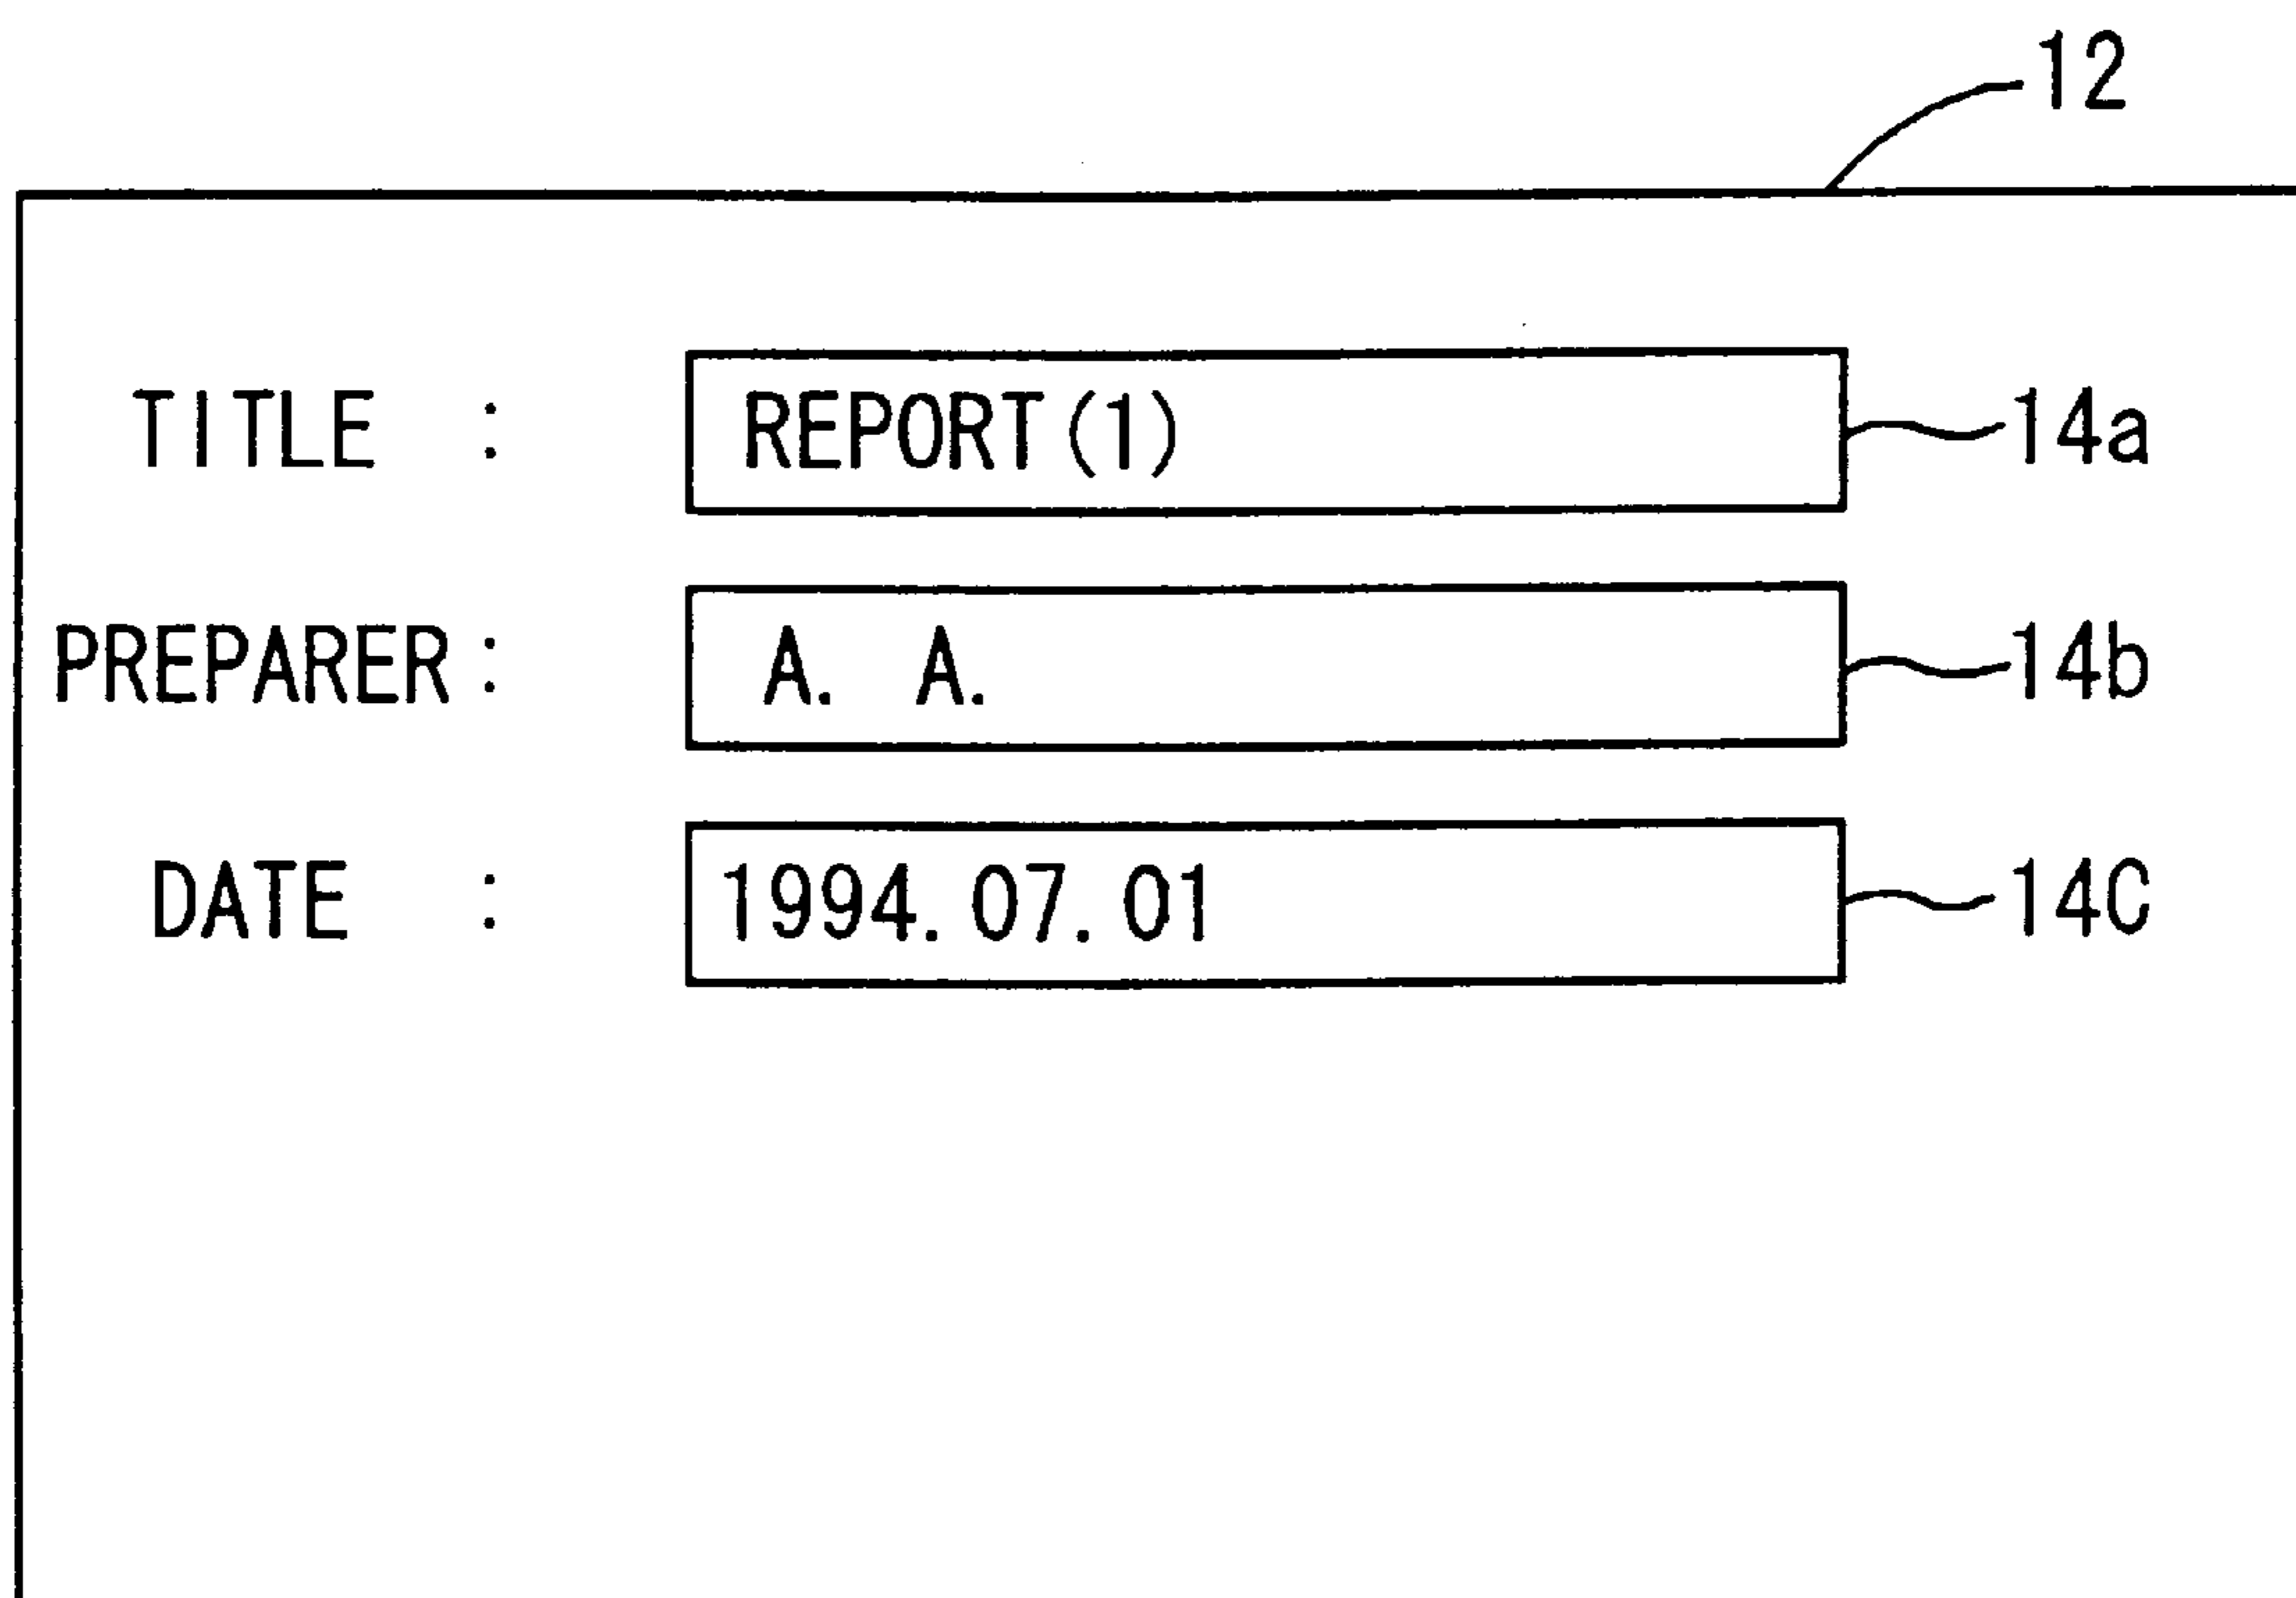 12
TITLE : REPORT(1) 14a
PREPARER: A. A. 14b
DATE : 1994.07.01 14C